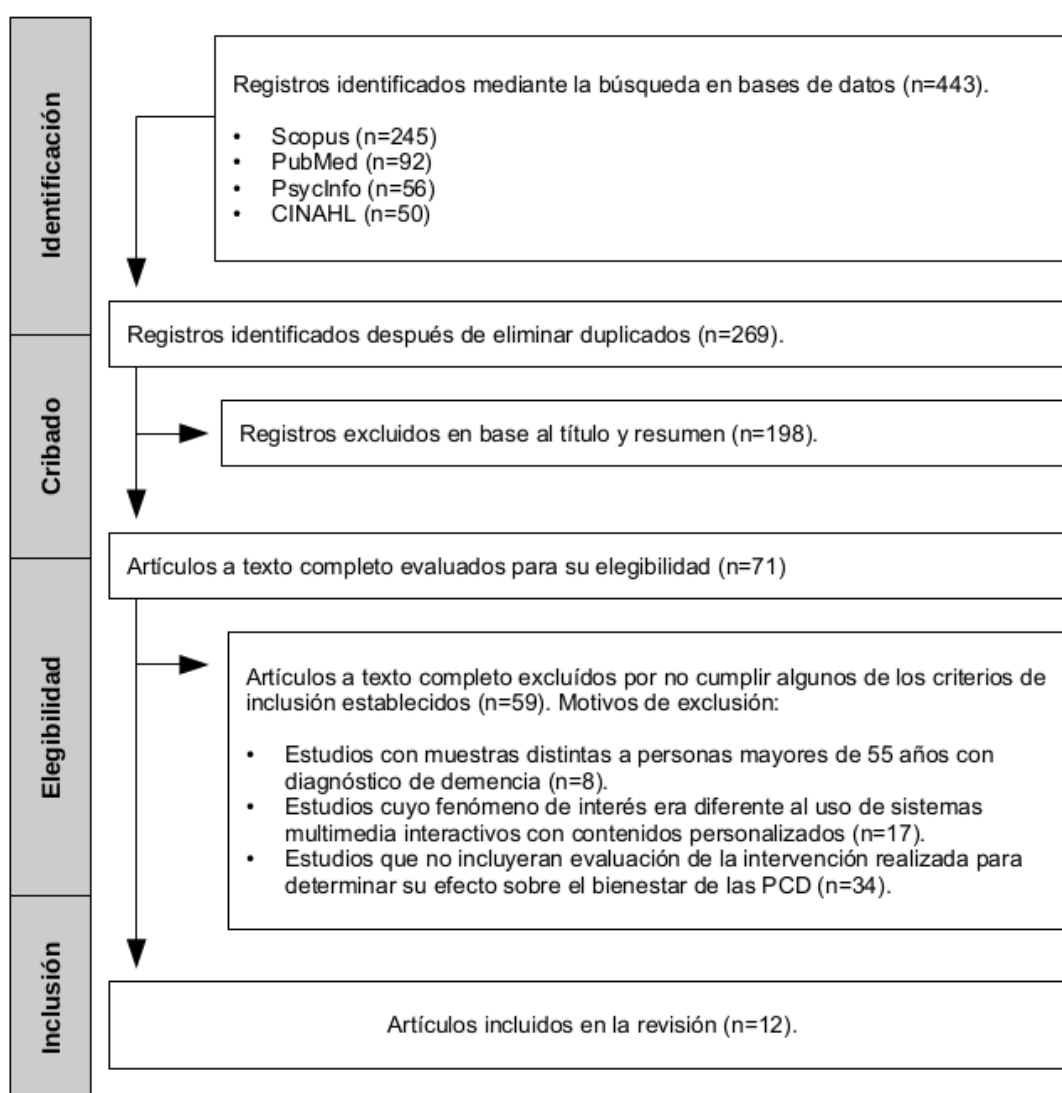 Identificación
Registros identificados mediante la búsqueda en bases de datos (n=443).
• Scopus (n=245)
• PubMed (n=92)
• PsycInfo (n=56)
• CINAHL (n=50)
Registros identificados después de eliminar duplicados (n=269).
Cribado
Registros excluidos en base al título y resumen (n=198).
Artículos a texto completo evaluados para su elegibilidad (n=71)
Elegibilidad
Artículos a texto completo excluídos por no cumplir algunos de los criterios de
inclusión establecidos (n=59). Motivos de exclusión:
• Estudios con muestras distintas a personas mayores de 55 años con
diagnóstico de demencia (n=8).
• Estudios cuyo fenómeno de interés era diferente al uso de sistemas
multimedia interactivos con contenidos personalizados (n=17).
• Estudios que no incluyeran evaluación de la intervención realizada para
determinar su efecto sobre el bienestar de las PCD (n=34).
Inclusión
Artículos incluidos en la revisión (n=12).